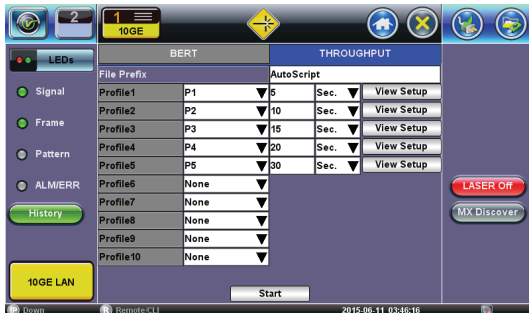 2
1
10GE
LEDs
BERT
THROUGHPUT
File Prefix
AutoScript
Signal
Profile1 P1 5 Sec. View Setup
Profile2 P2 10 Sec. View Setup
Frame
Profile3 P3 15 Sec. View Setup
Profile4 P4 20 Sec. View Setup
Pattern
Profile5 P5 30 Sec. View Setup
ALM/ERR
Profile6 None
LASER Off
Profile7 None
History
MX Discover
Profile8 None
Profile9 None
Profile10 None
10GE LAN
Start
IP Down
R Remote/CLI
2015-06-11 03:46:16